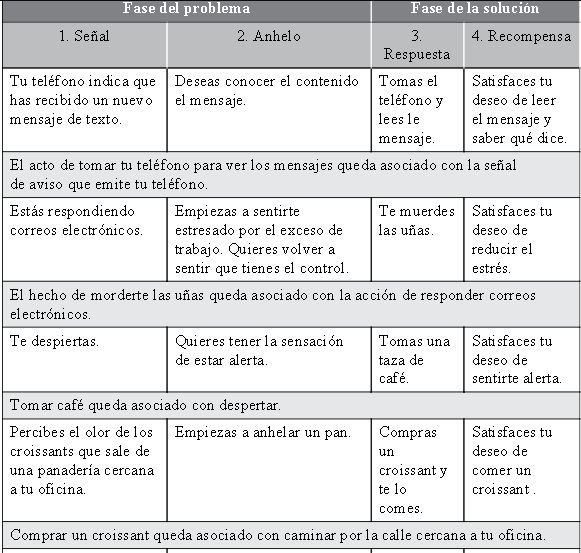 Fase del problema
Fase de la solución
1. Señal
2. Anhelo
3.
Respuesta
4. Recompensa
Tu teléfono indica que
has recibido un nuevo
mensaje de texto.
Deseas conocer el contenido
el mensaje.
Tomas el
teléfono y
lees le
mensaje.
Satisfaces tu
deseo de leer
el mensaje y
saber qué dice.
El acto de tomar tu teléfono para ver los mensajes queda asociado con la señal
de aviso que emite tu teléfono.
Estás respondiendo
correos electrónicos.
Empiezas a sentirte
estresado por el exceso de
trabajo. Quieres volver a
sentir que tienes el control.
Te muerdes
las uñas.
Satisfaces tu
deseo de
reducir el
estrés.
El hecho de morderte las uñas queda asociado con la acción de responder correos
electrónicos.
Te despiertas.
Quieres tener la sensación
de estar alerta.
Tomas una
taza de
café.
Satisfaces tu
deseo de
sentirte alerta.
Tomar café queda asociado con despertar.
Percibes el olor de los
croissants que sale de
una panadería cercana
a tu oficina.
Empiezas a anhelar un pan.
Compras
un
croissant y
te lo
comes.
Satisfaces tu
deseo de
comer un
croissant .
Comprar un croissant queda asociado con caminar por la calle cercana a tu oficina.